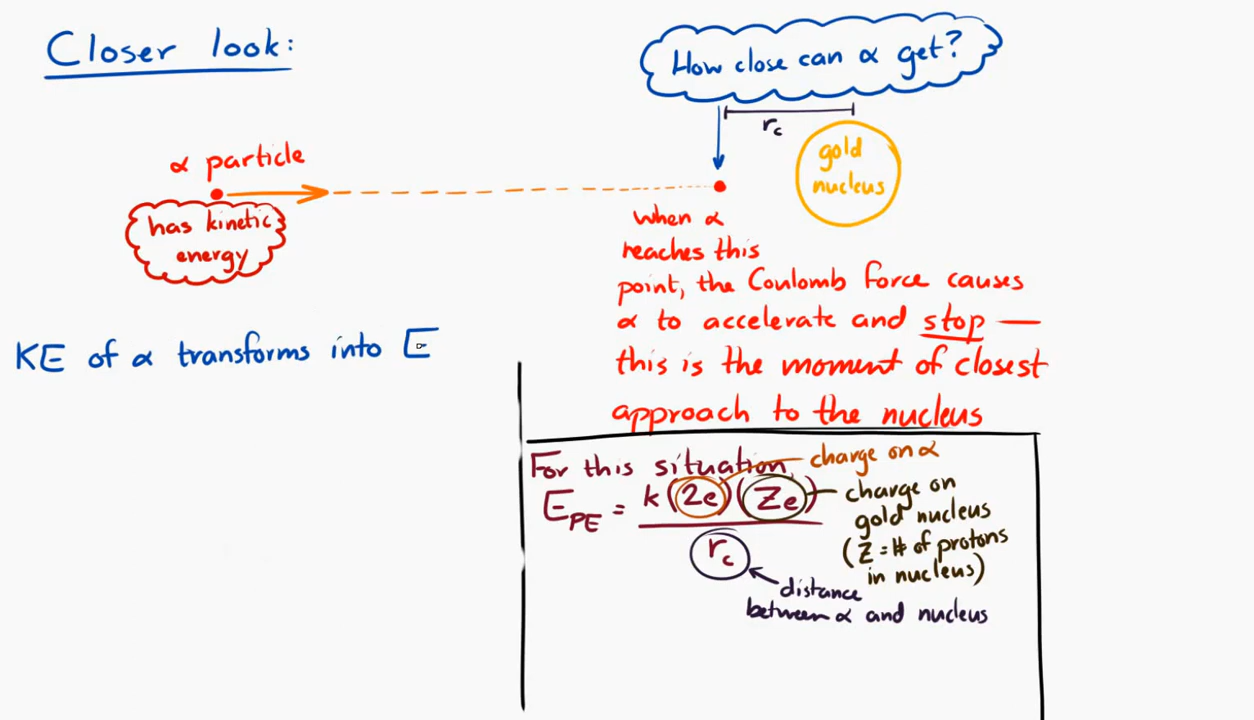 Closer look:
How close can α get?
rc
gold
nucleus
α particle
has kinetic
energy
when α
reaches this
point, the Coulomb force causes
α to accelerate and stop —
this is the moment of closest
approach to the nucleus
KE of α transforms into E
For this situation,
E_PE = k(2e)(Ze)
rc
charge on α
charge on
gold nucleus
(Z = # of protons
in nucleus)
distance
between α and nucleus